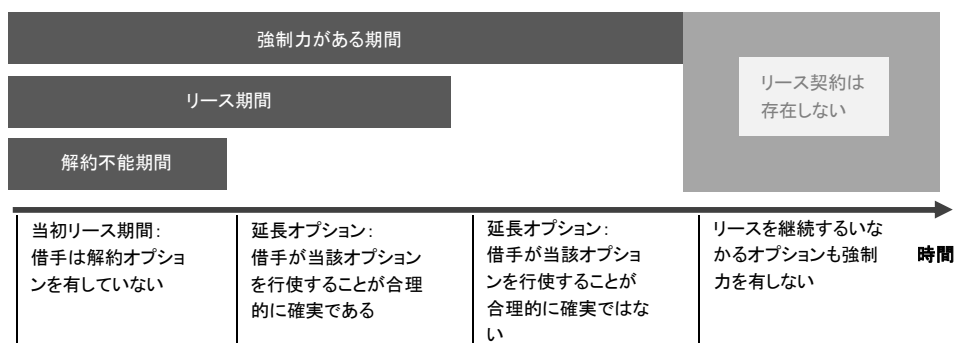 強制力がある期間
リース期間
解約不能期間
リース契約は
存在しない
当初リース期間:
借手は解約オプショ
ンを有していない
延長オプション:
借手が当該オプション
を行使することが合理
的に確実である
延長オプション:
借手が当該オプショ
ンを行使することが
合理的に確実ではな
い
リースを継続するいな
かるオプションも強制
力を有しない
時間